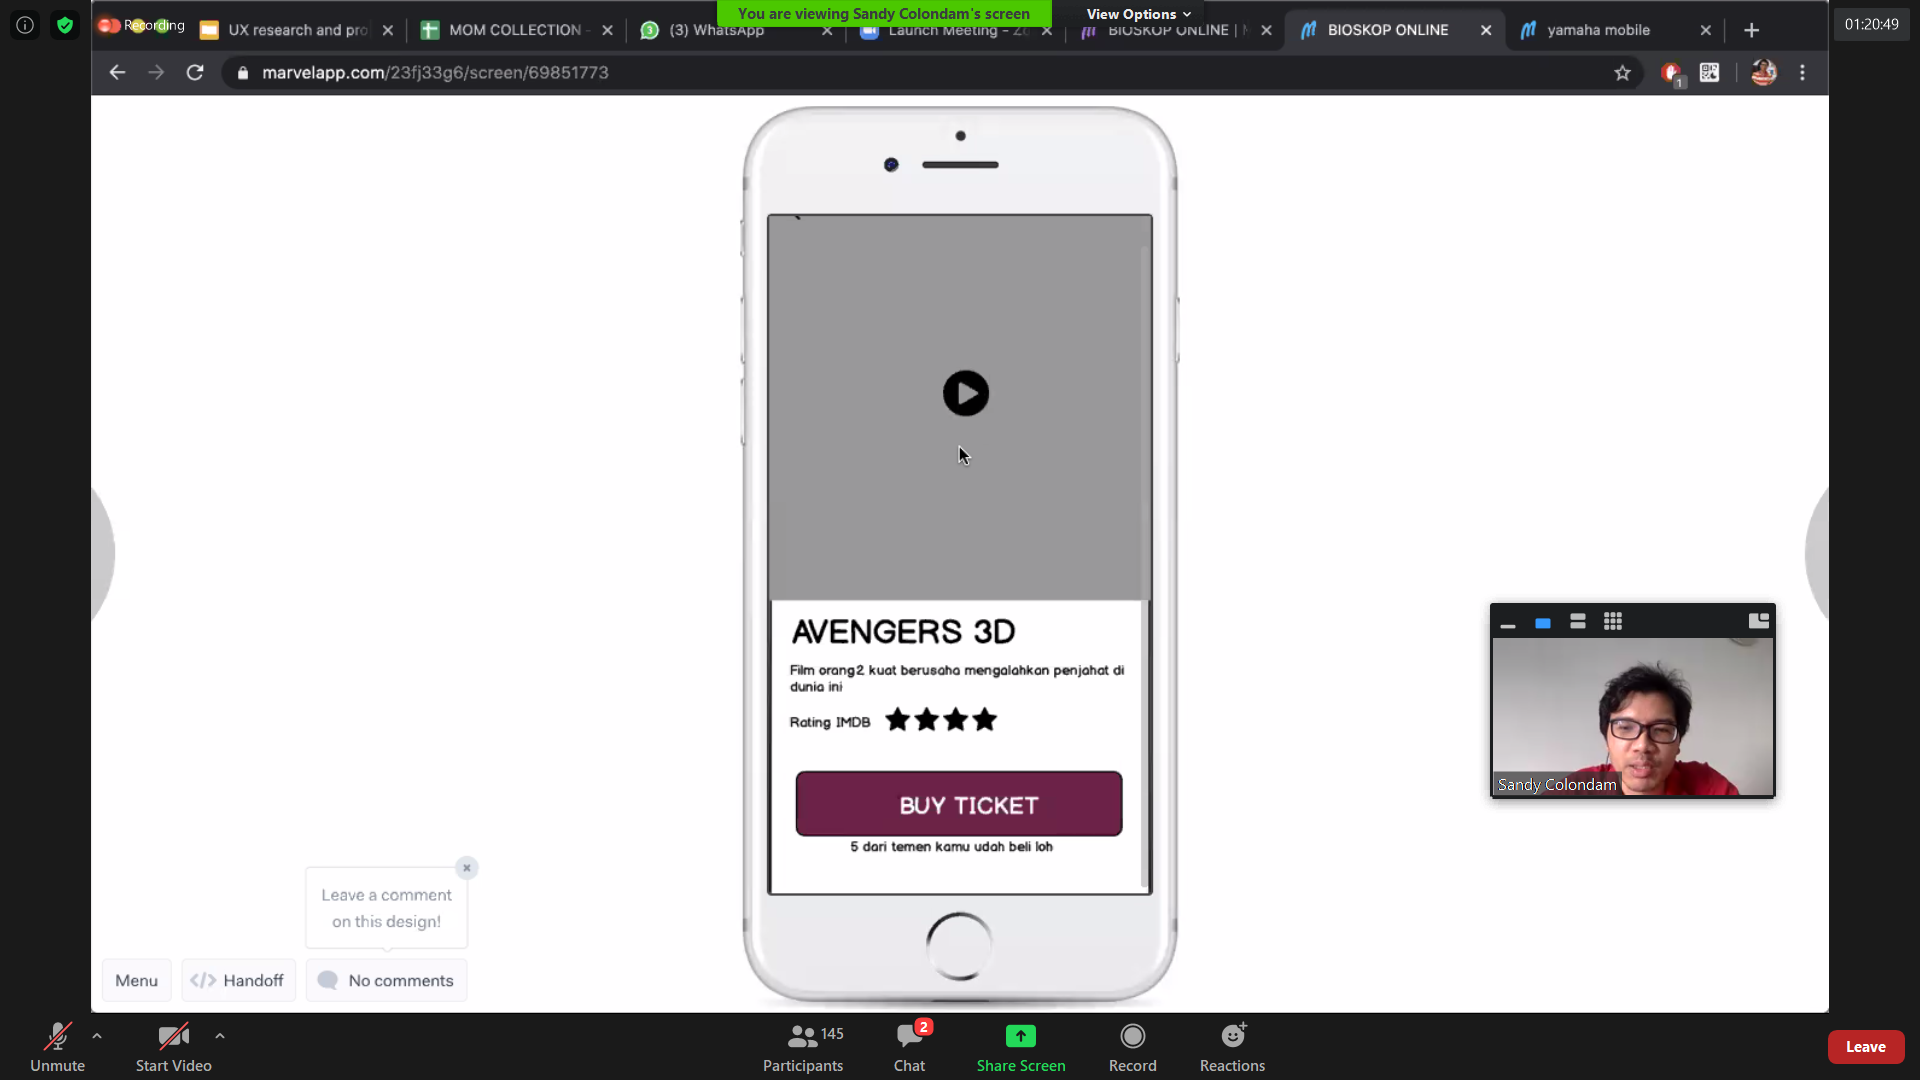 Recording
UX research and pro
MOM COLLECTION -
(3) WhatsApp
Launch Meeting - Zo
BIOSKOP ONLINE | M
BIOSKOP ONLINE
yamaha mobile
You are viewing Sandy Colondam's screen
View Options
01:20:49
marvelapp.com/23fj33g6/screen/69851773
1
AVENGERS 3D
Film orang2 kuat berusaha mengalahkan penjahat di
dunia ini
Rating IMDB
BUY TICKET
5 dari temen kamu udah beli loh
Sandy Colondam
Leave a comment
on this design!
Menu
Handoff
No comments
Unmute
Start Video
145
Participants
2
Chat
Share Screen
Record
Reactions
Leave